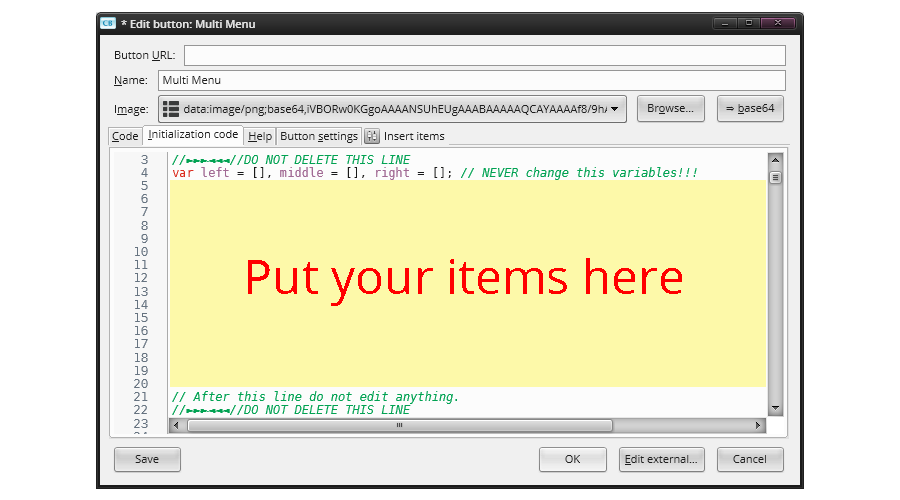 CB * Edit button: Multi Menu
Button URL:
Name: Multi Menu
Image: data:image/png;base64,iVBORw0KGgoAAAANSUhEUgAAABAAAAAQCAYAAAAf8/9hA Browse... = base64
Code Initialization code Help Button settings Insert items
3 //►►►◄◄◄//DO NOT DELETE THIS LINE
4 var left = [], middle = [], right = []; // NEVER change this variables!!!
5
6
7
8
9
10
11
12
13
14
15
16
17
18
19
20
Put your items here
21 // After this line do not edit anything.
22 //►►►◄◄◄//DO NOT DELETE THIS LINE
23
Save OK Edit external... Cancel